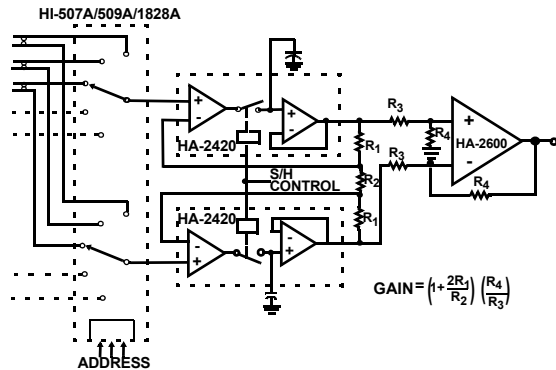 HI-507A/509A/1828A
+
-
+
-
HA-2420
R3
R4
R1
+
-
HA-2600
S/H
CONTROL
R2
R3
R4
HA-2420
R1
-
+
-
+
GAIN = (1+ 2R1/R2) (R4/R3)
ADDRESS